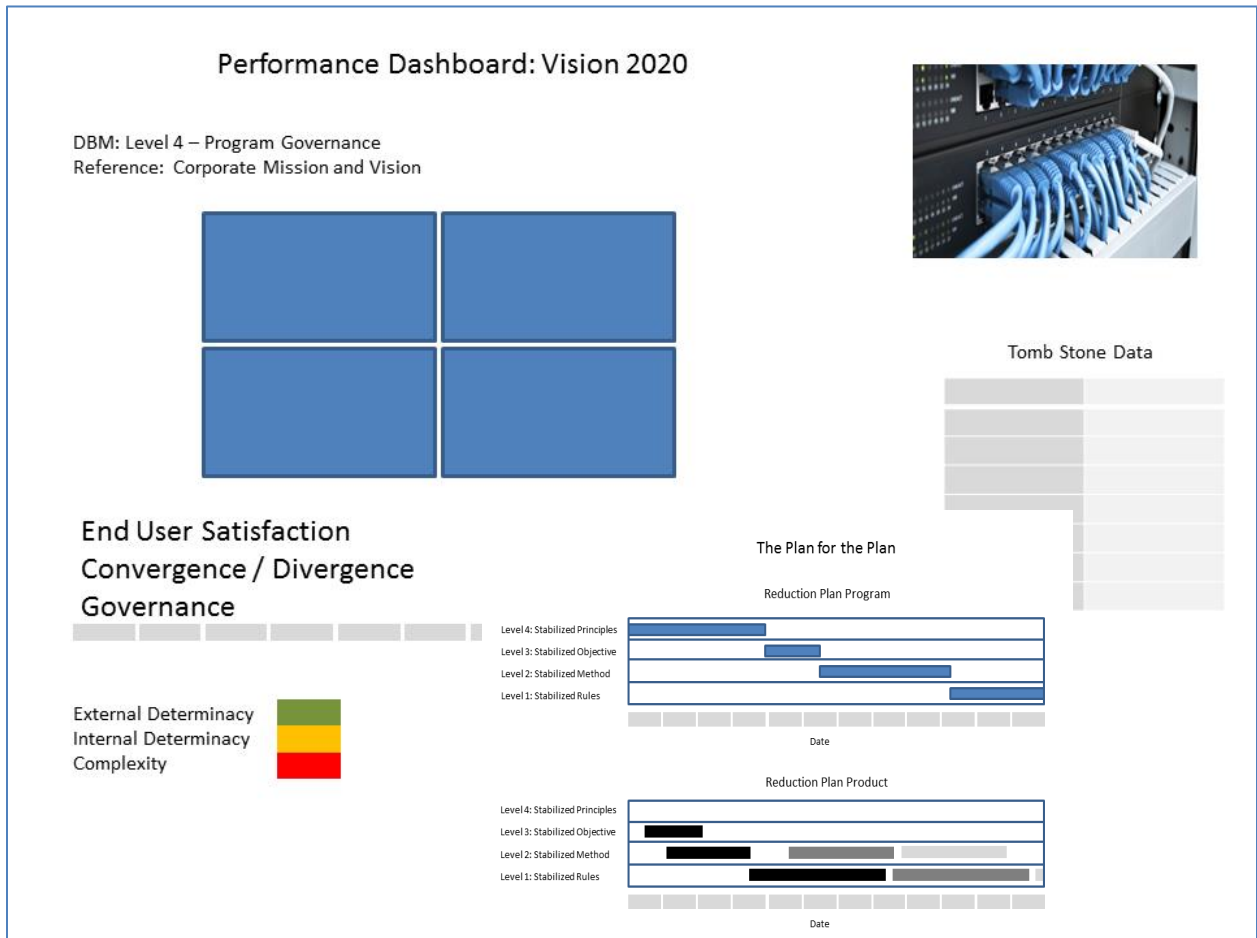 Performance Dashboard: Vision 2020
DBM: Level 4 – Program Governance
Reference: Corporate Mission and Vision
Tomb Stone Data
End User Satisfaction
Convergence / Divergence
Governance
External Determinacy
Internal Determinacy
Complexity
The Plan for the Plan
Reduction Plan Program
Level 4: Stabilized Principles
Level 3: Stabilized Objective
Level 2: Stabilized Method
Level 1: Stabilized Rules
Date
Reduction Plan Product
Level 4: Stabilized Principles
Level 3: Stabilized Objective
Level 2: Stabilized Method
Level 1: Stabilized Rules
Date